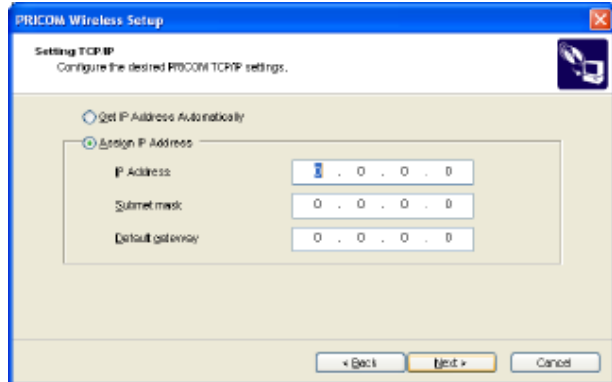 PRICOM Wireless Setup
Setting TCP/IP
Configure the desired PRICOM TCP/IP settings.
Get IP Address Automatically
Assign IP Address
IP Address 0 . 0 . 0 . 0
Subnet mask 0 . 0 . 0 . 0
Default gateway 0 . 0 . 0 . 0
< Back Next > Cancel